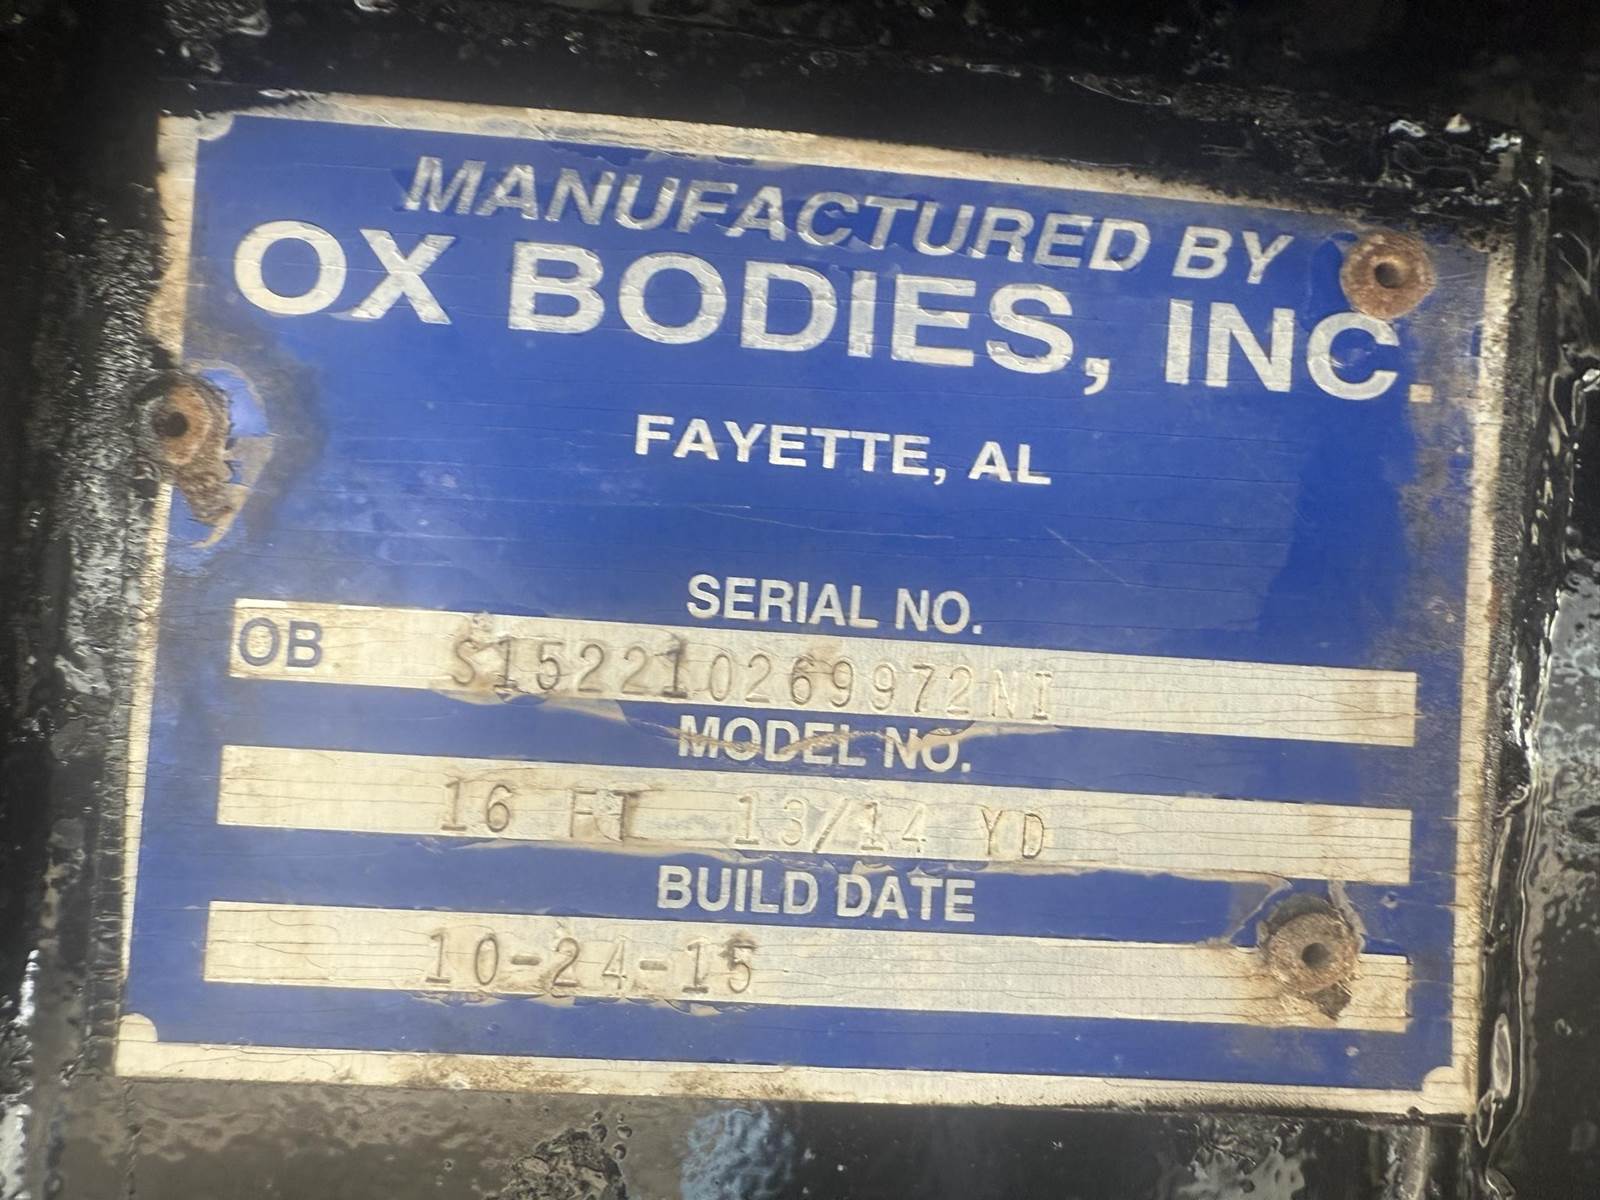 MANUFACTURED BY
OX BODIES, INC.
FAYETTE, AL
SERIAL NO.
OB S152210269972NI
MODEL NO.
16 FT 13/14 YD
BUILD DATE
10-24-15